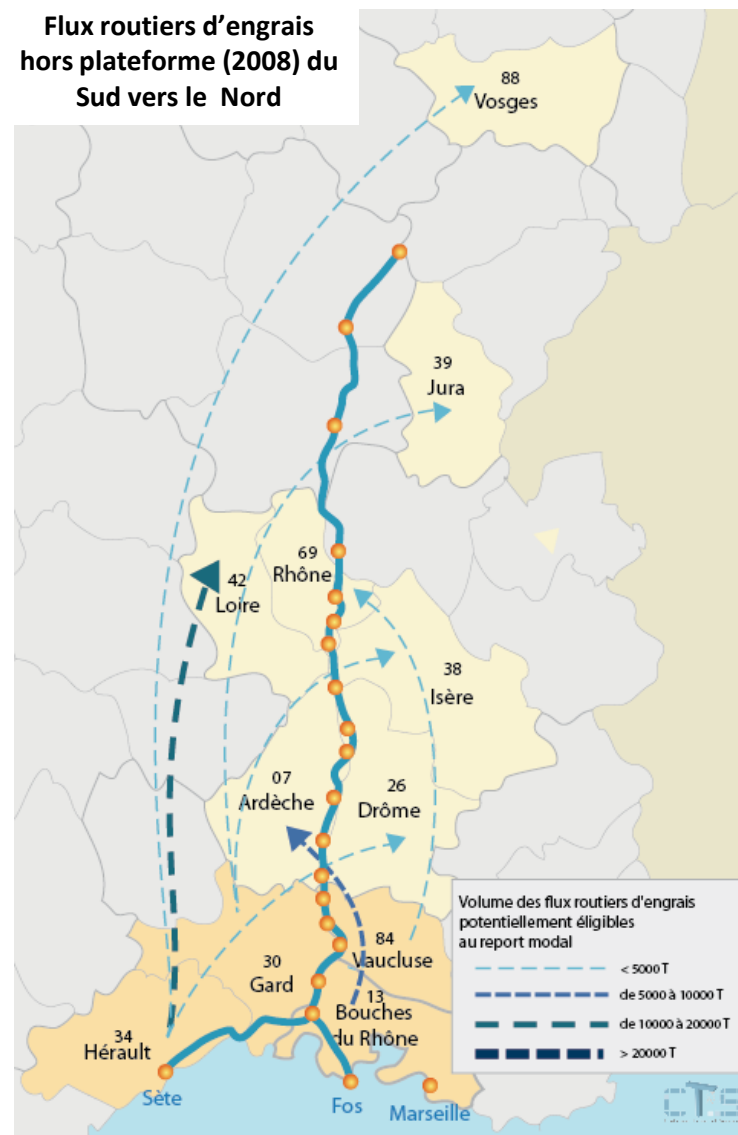 Flux routiers d'engrais
hors plateforme (2008) du
Sud vers le Nord
88
Vosges
39
Jura
69
Rhône
42
Loire
38
Isère
07
Ardèche
26
Drôme
84
Vaucluse
30
Gard
13
Bouches
du Rhône
34
Hérault
Sète
Fos
Marseille
Volume des flux routiers d'engrais
potentiellement éligibles
au report modal
< 5000 T
de 5000 à 10000 T
de 10000 à 20000 T
> 20000 T
CTS